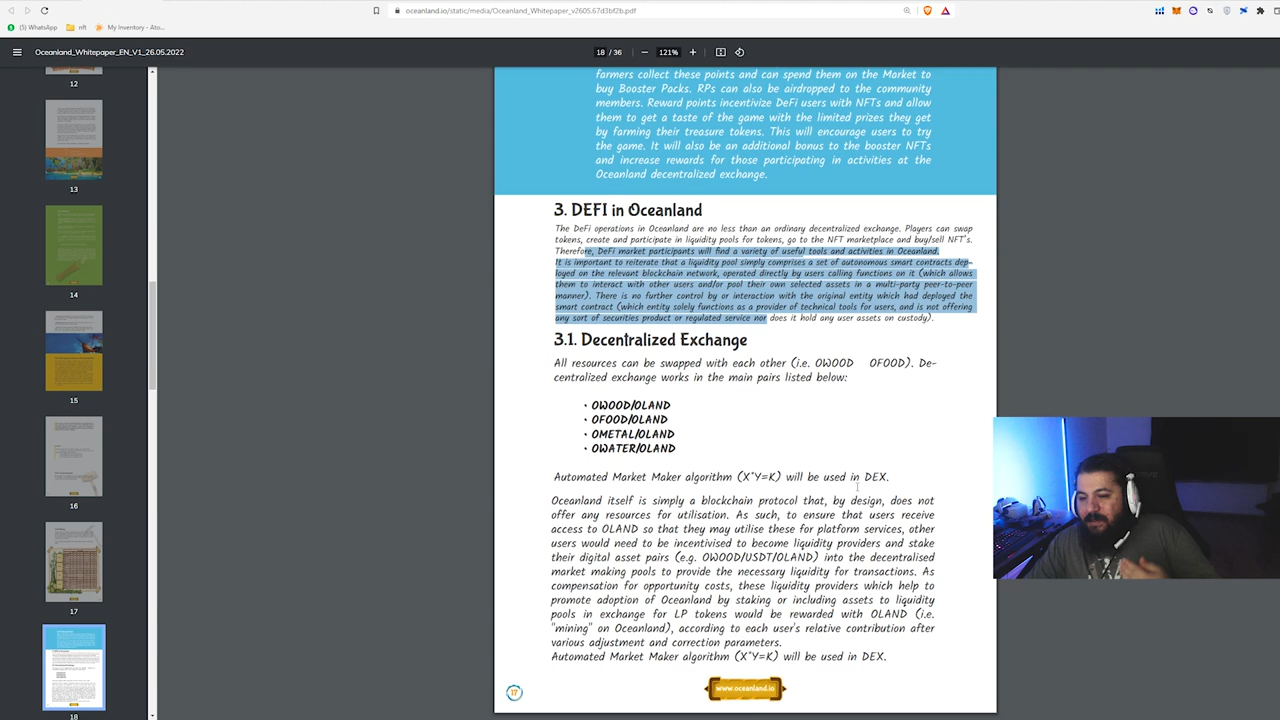 oceanland.io/static/media/Oceanland_Whitepaper_v2605.67d3bf2b.pdf
(5) WhatsApp
nft
My Inventory - Ato...
Oceanland_Whitepaper_EN_V1_26.05.2022
18 / 36
121%
12
13
14
15
16
17
18
farmers collect these points and can spend them on the Market to
buy Booster Packs. RPs can also be airdropped to the community
members. Reward points incentivize DeFi users with NFTs and allow
them to get a taste of the game with the limited prizes they get
by farming their treasure tokens. This will encourage users to try
the game. It will also be an additional bonus to the booster NFTs
and increase rewards for those participating in activities at the
Oceanland decentralized exchange.
3. DEFI in Oceanland
The DeFi operations in Oceanland are no less than an ordinary decentralized exchange. Players can swap
tokens, create and participate in liquidity pools for tokens, go to the NFT marketplace and buy/sell NFT's.
Therefore, DeFi market participants will find a variety of useful tools and activities in Oceanland.
It is important to reiterate that a liquidity pool simply comprises a set of autonomous smart contracts dep-
loyed on the relevant blockchain network, operated directly by users calling functions on it (which allows
them to interact with other users and/or pool their own selected assets in a multi-party peer-to-peer
manner). There is no further control by or interaction with the original entity which had deployed the
smart contract (which entity solely functions as a provider of technical tools for users, and is not offering
any sort of securities product or regulated service nor does it hold any user assets on custody).
3.1. Decentralized Exchange
All resources can be swapped with each other (i.e. OWOOD OFOOD). De-
centralized exchange works in the main pairs listed below:
• OWOOD/OLAND
• OFOOD/OLAND
• OMETAL/OLAND
• OWATER/OLAND
Automated Market Maker algorithm (X*Y=K) will be used in DEX.
Oceanland itself is simply a blockchain protocol that, by design, does not
offer any resources for utilisation. As such, to ensure that users receive
access to OLAND so that they may utilise these for platform services, other
users would need to be incentivised to become liquidity providers and stake
their digital asset pairs (e.g. OWOOD/USDT/OLAND) into the decentralised
market making pools to provide the necessary liquidity for transactions. As
compensation for opportunity costs, these liquidity providers which help to
promote adoption of Oceanland by staking or including assets to liquidity
pools in exchange for LP tokens would be rewarded with OLAND (i.e.
"mining" on Oceanland), according to each user's relative contribution after
various adjustment and correction parameters.
Automated Market Maker algorithm (X*Y=K) will be used in DEX.
17
www.oceanland.io